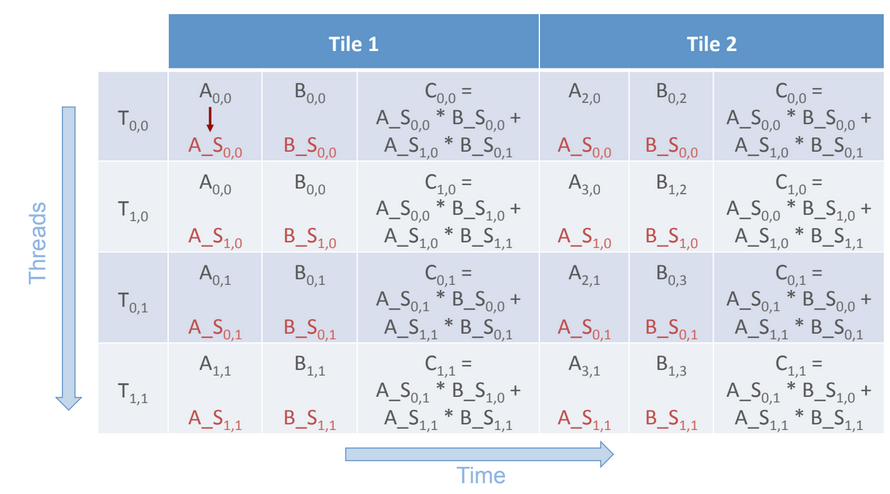 Tile 1 Tile 2
A0,0 B0,0 C0,0 = A2,0 B0,2 C0,0 =
T0,0 A_S0,0 * B_S0,0 + A_S0,0 * B_S0,0 +
A_S0,0 B_S0,0 A_S1,0 * B_S0,1 A_S0,0 B_S0,0 A_S1,0 * B_S0,1
A0,0 B0,0 C1,0 = A3,0 B1,2 C1,0 =
T1,0 A_S0,0 * B_S1,0 + A_S0,0 * B_S1,0 +
A_S1,0 B_S1,0 A_S1,0 * B_S1,1 A_S1,0 B_S1,0 A_S1,0 * B_S1,1
A0,1 B0,1 C0,1 = A2,1 B0,3 C0,1 =
T0,1 A_S0,1 * B_S0,0 + A_S0,1 * B_S0,0 +
A_S0,1 B_S0,1 A_S1,1 * B_S0,1 A_S0,1 B_S0,1 A_S1,1 * B_S0,1
A1,1 B1,1 C1,1 = A3,1 B1,3 C1,1 =
T1,1 A_S0,1 * B_S1,0 + A_S0,1 * B_S1,0 +
A_S1,1 B_S1,1 A_S1,1 * B_S1,1 A_S1,1 B_S1,1 A_S1,1 * B_S1,1
Threads
Time